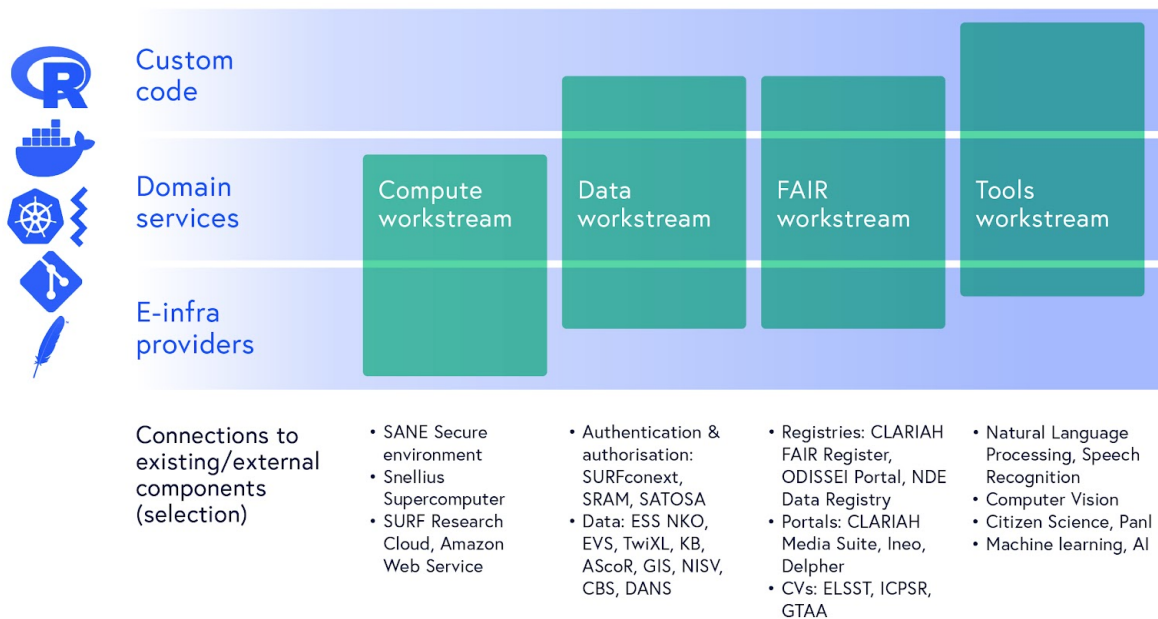 Custom
code
Domain
services
E-infra
providers
Compute
workstream
Data
workstream
FAIR
workstream
Tools
workstream
R
Connections to
existing/external
components
(selection)
• SANE Secure
environment
• Snellius
Supercomputer
• SURF Research
Cloud, Amazon
Web Service
• Authentication &
authorisation:
SURFconext,
SRAM, SATOSA
• Data: ESS NKO,
EVS, TwiXL, KB,
AScoR, GIS, NISV,
CBS, DANS
• Registries: CLARIAH
FAIR Register,
ODISSEI Portal, NDE
Data Registry
• Portals: CLARIAH
Media Suite, Ineo,
Delpher
• CVs: ELSST, ICPSR,
GTAA
• Natural Language
Processing, Speech
Recognition
• Computer Vision
• Citizen Science, Panl
• Machine learning, AI